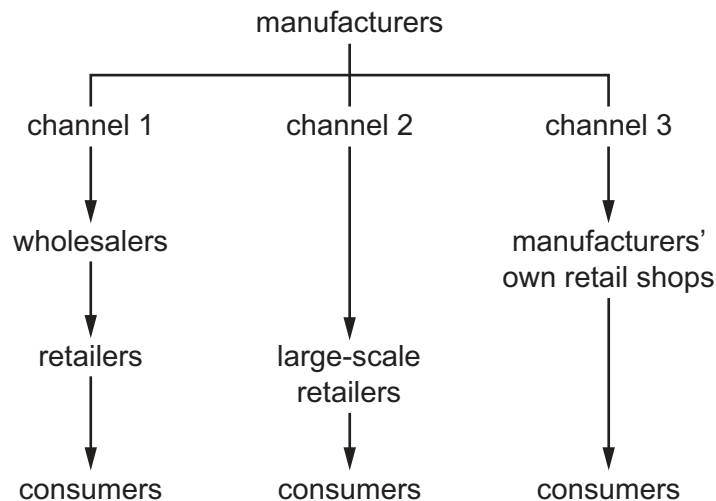 manufacturers
channel 1
channel 2
channel 3
wholesalers
manufacturers’
own retail shops
retailers
large-scale
retailers
consumers
consumers
consumers